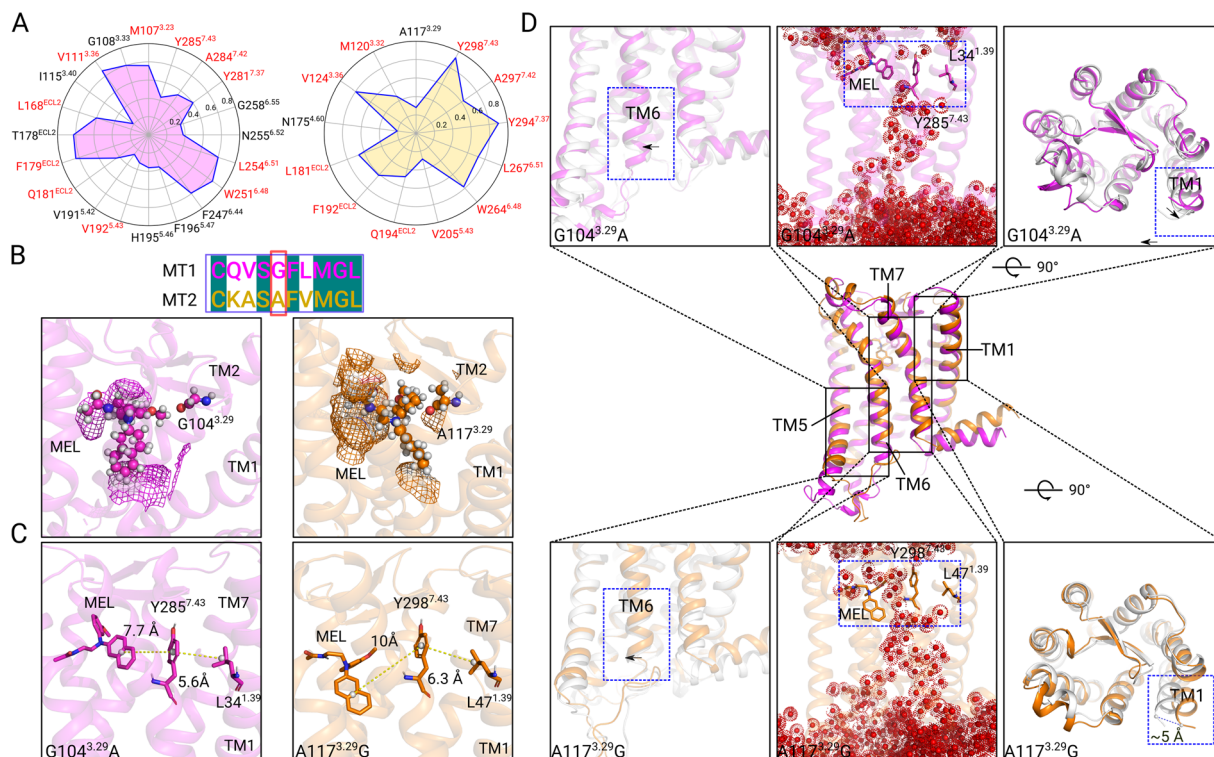 A
M107^3.23
G108^3.33
Y285^7.43
V111^3.36
A284^7.42
I115^3.40
Y281^7.37
L168^ECL2
G258^6.55
T178^ECL2
N255^6.52
F179^ECL2
L254^6.51
Q181^ECL2
W251^6.48
V191^5.42
F247^6.44
V192^5.43
F196^5.47
H195^5.46
0.2
0.4
0.6
0.8
A117^3.29
M120^3.32
Y298^7.43
V124^3.36
A297^7.42
N175^4.60
Y294^7.37
L181^ECL2
L267^6.51
F192^ECL2
W264^6.48
Q194^ECL2
V205^5.43
0.2
0.4
0.6
0.8
B
MT1 CQVSGFLMGL
MT2 CKASAFVMGL
TM2
G104^3.29
MEL
TM1
TM2
A117^3.29
MEL
TM1
C
MEL
Y285^7.43
TM7
7.7 Å
5.6Å
L34^1.39
G104^3.29A
TM1
Y298^7.43
MEL
10Å
TM7
6.3 Å
L47^1.39
A117^3.29G
TM1
D
TM6
G104^3.29A
L34^1.39
MEL
Y285^7.43
G104^3.29A
TM1
G104^3.29A
90°
TM7
TM1
TM5
TM6
90°
TM6
A117^3.29G
Y298^7.43
L47^1.39
MEL
A117^3.29G
TM1
~5 Å
A117^3.29G